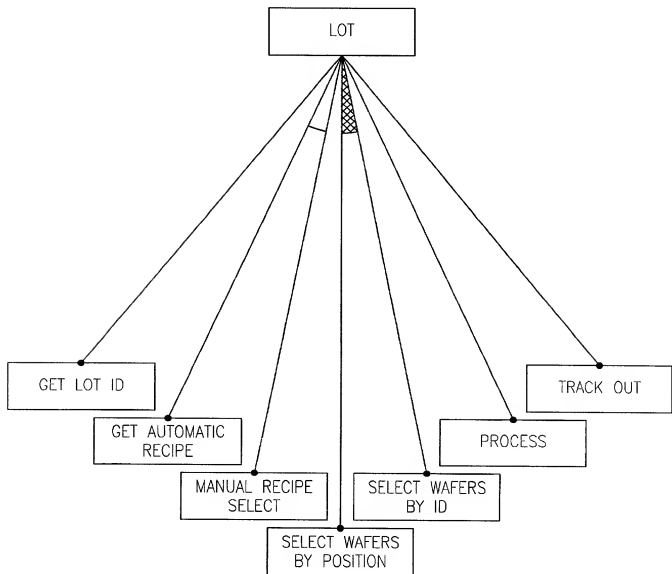 LOT
GET LOT ID
GET AUTOMATIC
RECIPE
MANUAL RECIPE
SELECT
SELECT WAFERS
BY POSITION
SELECT WAFERS
BY ID
PROCESS
TRACK OUT